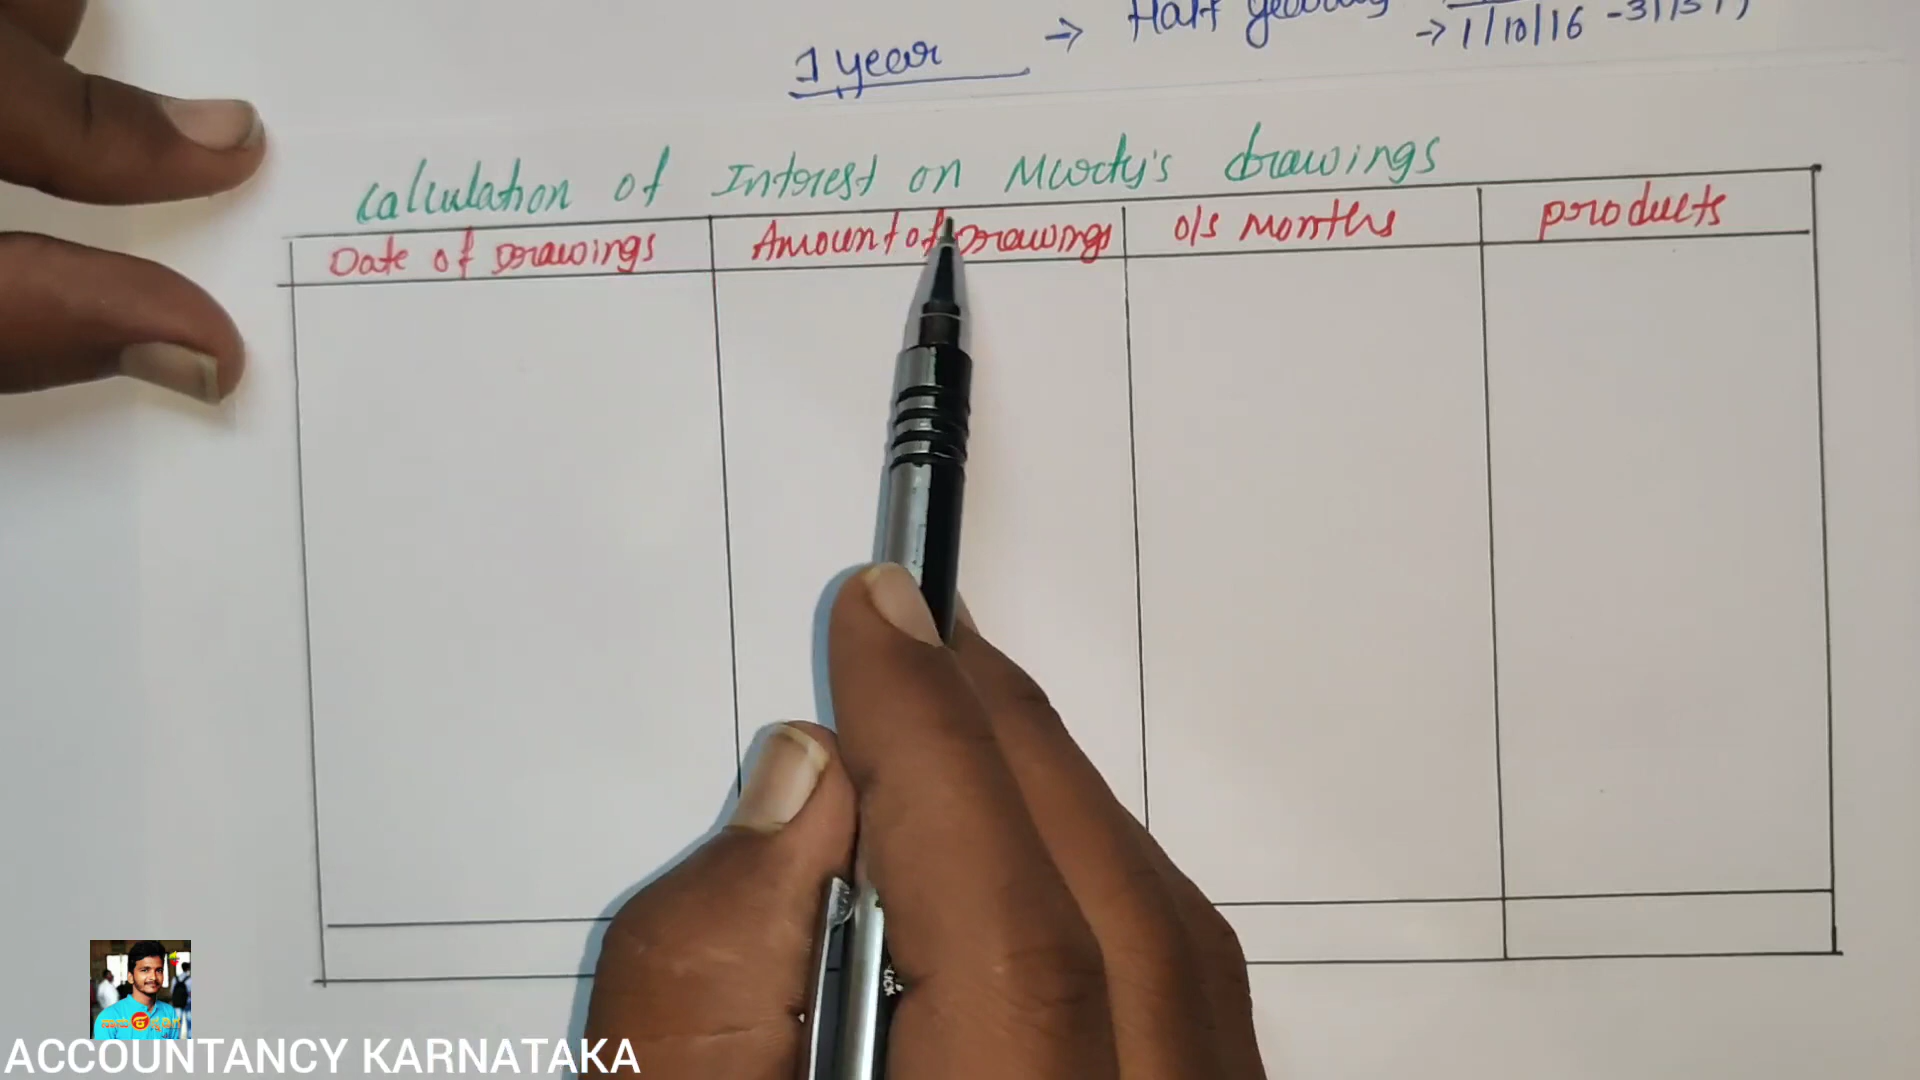 1 year → Half yearly → 1/10/16 -
Calculation of Interest on Murty's drawings
Date of Drawings Amount of Drawings o/s Months products
ACCOUNTANCY KARNATAKA